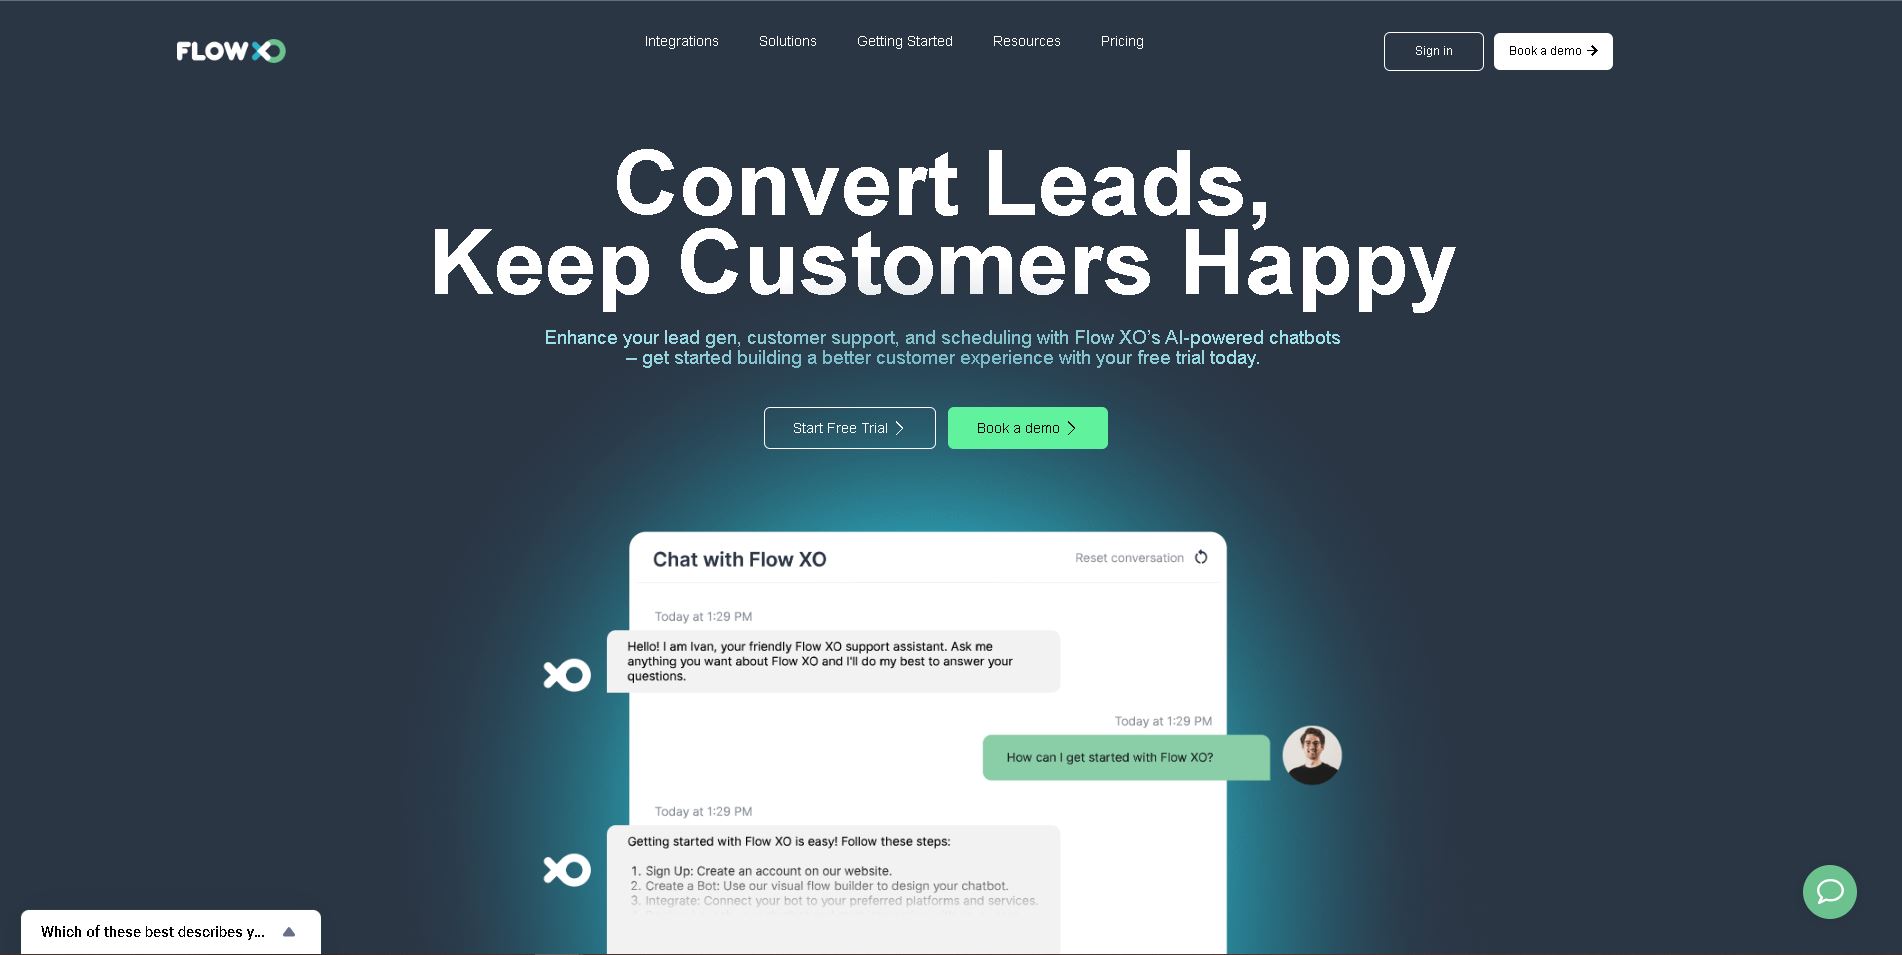 FLOW XO
Integrations
Solutions
Getting Started
Resources
Pricing
Sign in
Book a demo
Convert Leads,
Keep Customers Happy
Enhance your lead gen, customer support, and scheduling with Flow XO’s AI-powered chatbots
– get started building a better customer experience with your free trial today.
Start Free Trial
Book a demo
Chat with Flow XO
Reset conversation
Today at 1:29 PM
Hello! I am Ivan, your friendly Flow XO support assistant. Ask me
anything you want about Flow XO and I'll do my best to answer your
questions.
XO
Today at 1:29 PM
How can I get started with Flow XO?
Today at 1:29 PM
Getting started with Flow XO is easy! Follow these steps:
XO
1. Sign Up: Create an account on our website.
2. Create a Bot: Use our visual flow builder to design your chatbot.
3. Integrate: Connect your bot to your preferred platforms and services.
Which of these best describes y...